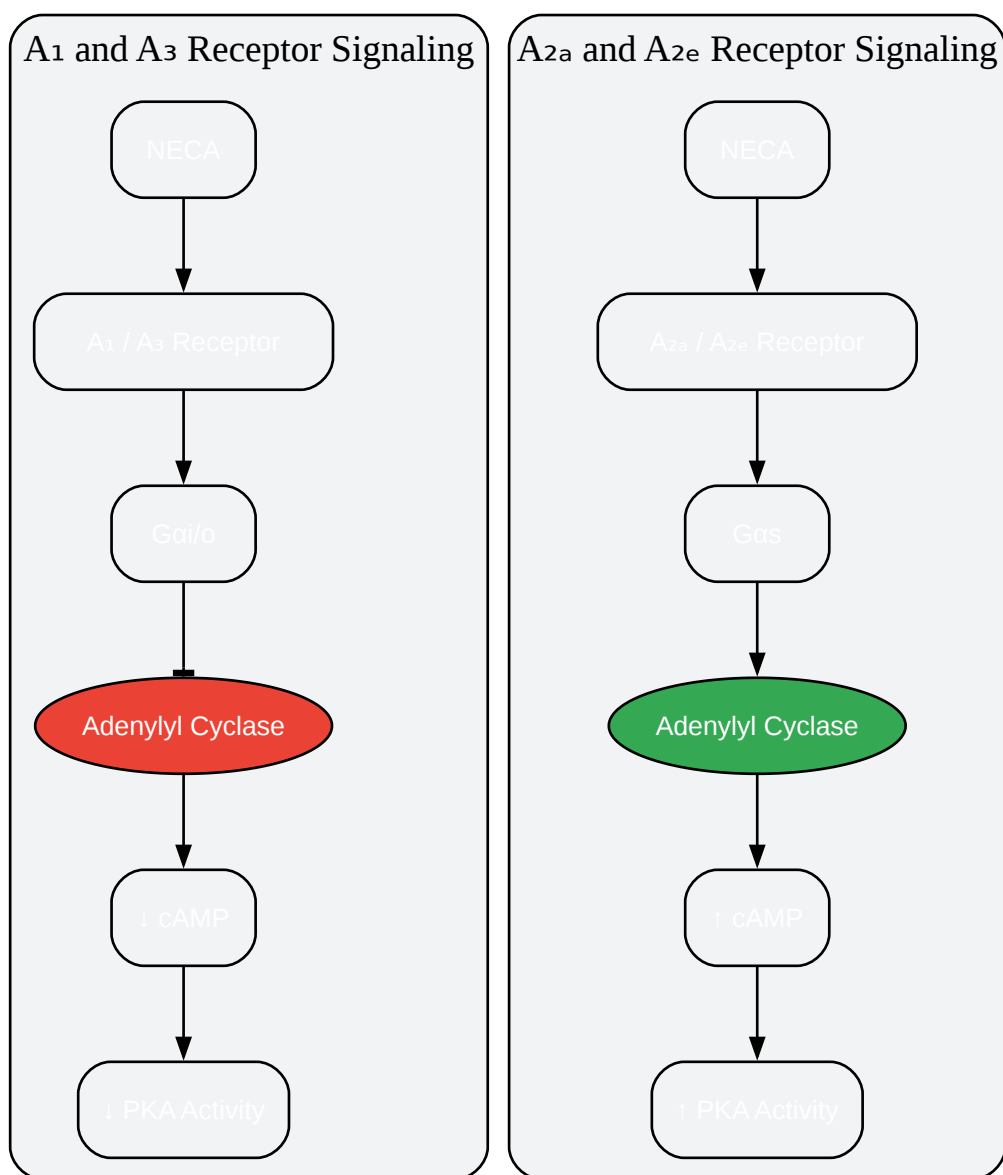 A₁ and A₃ Receptor Signaling
NECA
A₁ / A₃ Receptor
Gαi/o
Adenylyl Cyclase
↓ cAMP
↓ PKA Activity
A₂ₐ and A₂ₑ Receptor Signaling
NECA
A₂ₐ / A₂ₑ Receptor
Gαs
Adenylyl Cyclase
↑ cAMP
↑ PKA Activity